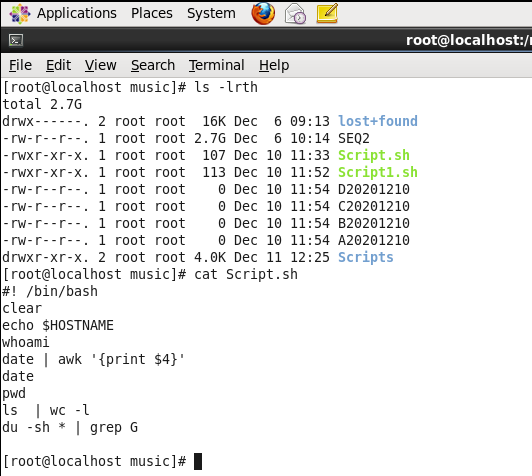 Applications Places System
root@localhost:/
File Edit View Search Terminal Help
[root@localhost music]# ls -lrth
total 2.7G
drwx------. 2 root root  16K Dec  6 09:13 lost+found
-rw-r--r--. 1 root root 2.7G Dec  6 10:14 SEQ2
-rwxr-xr-x. 1 root root  107 Dec 10 11:33 Script.sh
-rwxr-xr-x. 1 root root  113 Dec 10 11:52 Script1.sh
-rw-r--r--. 1 root root    0 Dec 10 11:54 D20201210
-rw-r--r--. 1 root root    0 Dec 10 11:54 C20201210
-rw-r--r--. 1 root root    0 Dec 10 11:54 B20201210
-rw-r--r--. 1 root root    0 Dec 10 11:54 A20201210
drwxr-xr-x. 2 root root 4.0K Dec 11 12:25 Scripts
[root@localhost music]# cat Script.sh
#! /bin/bash
clear
echo $HOSTNAME
whoami
date | awk '{print $4}'
date
pwd
ls  | wc -l
du -sh * | grep G
[root@localhost music]#